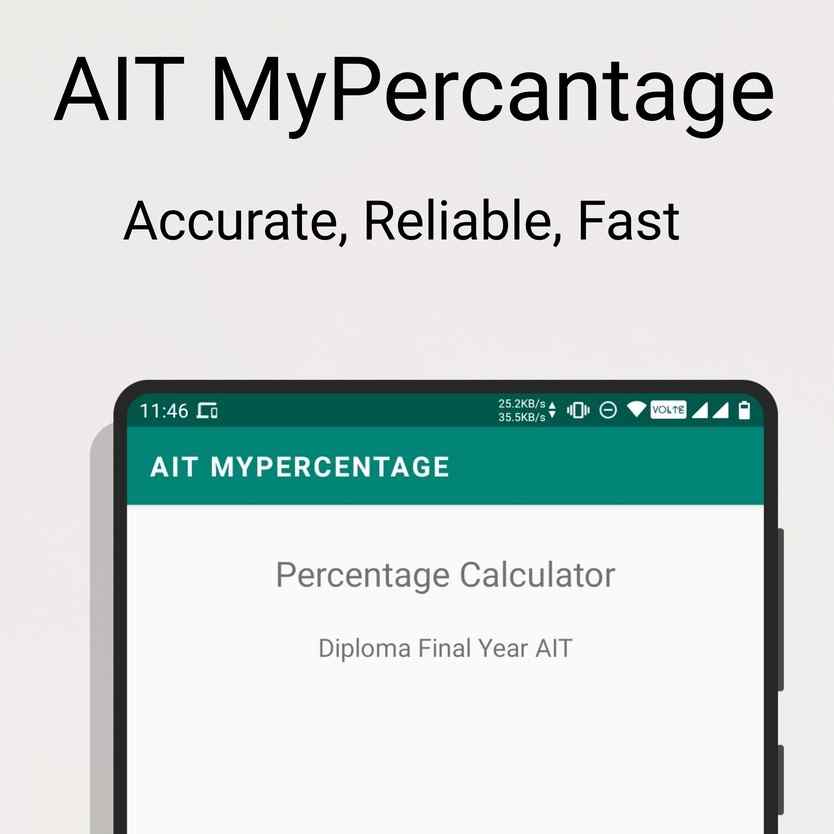 AIT MyPercantage
Accurate, Reliable, Fast
11:46 25.2KB/s VOLTE
35.5KB/s
AIT MYPERCENTAGE
Percentage Calculator
Diploma Final Year AIT